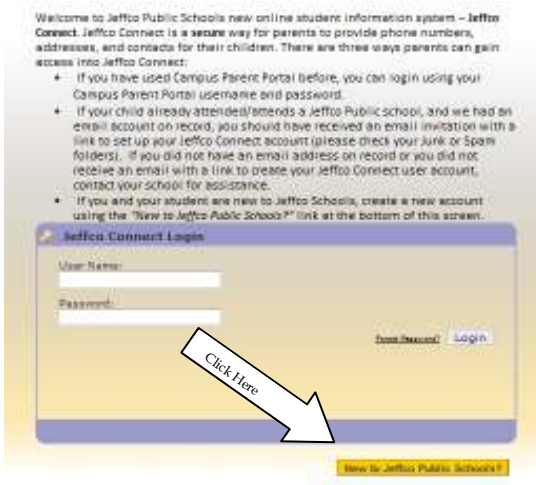 Welcome to Jeffco Public Schools new online student information system – Jeffco
Connect. Jeffco Connect is a secure way for parents to provide phone numbers,
addresses, and contacts for their children. There are three ways parents can gain
access into Jeffco Connect:
• If you have used Campus Parent Portal before, you can login using your
Campus Parent Portal username and password.
• If your child already attended/attends a Jeffco Public school, and we had an
email account on record, you should have received an email invitation with a
link to set up your Jeffco Connect account (please check your Junk or Spam
folders). If you did not have an email address on record or you did not
receive an email with a link to create your Jeffco Connect user account,
contact your school for assistance.
• If you and your student are new to Jeffco Schools, create a new account
using the "New to Jeffco Public Schools?" link at the bottom of this screen.
Jeffco Connect Login
User Name:
Password:
Forgot Password?
Login
Click Here
New to Jeffco Public Schools?